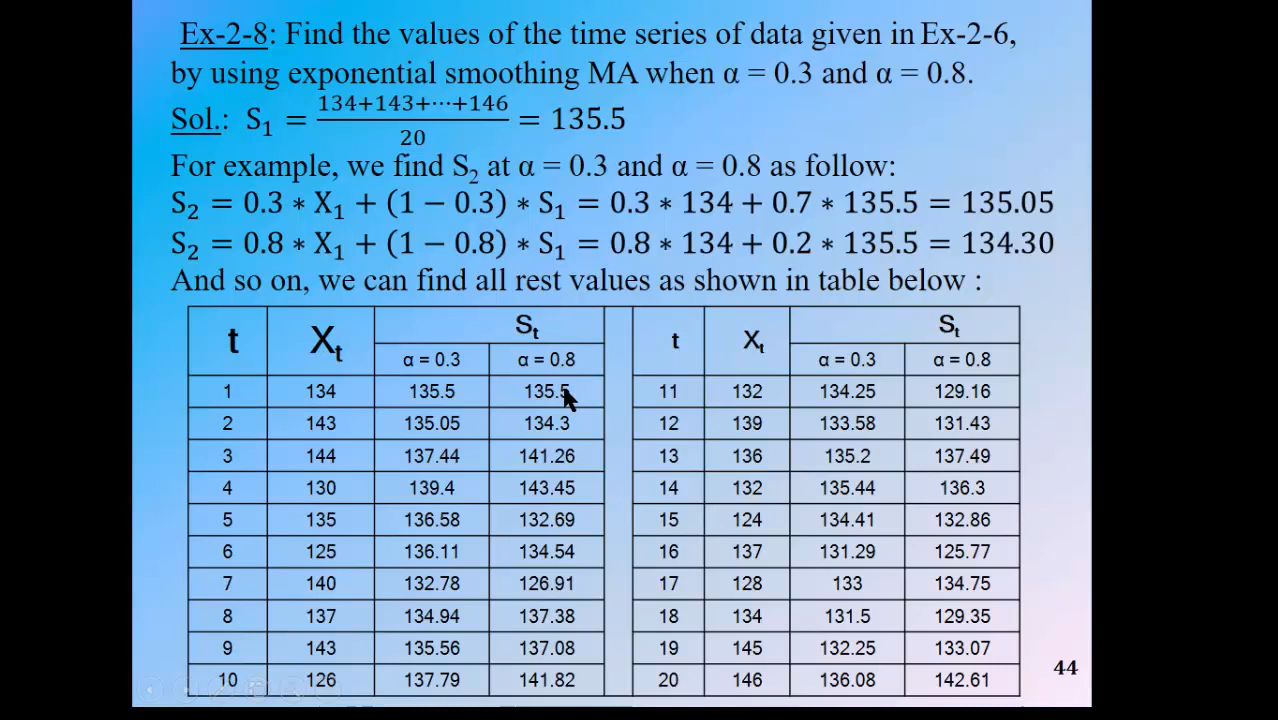 Ex-2-8: Find the values of the time series of data given in Ex-2-6,
by using exponential smoothing MA when α = 0.3 and α = 0.8.
Sol.: S₁ = (134+143+⋯+146)/20 = 135.5
For example, we find S₂ at α = 0.3 and α = 0.8 as follow:
S₂ = 0.3 ∗ X₁ + (1 − 0.3) ∗ S₁ = 0.3 ∗ 134 + 0.7 ∗ 135.5 = 135.05
S₂ = 0.8 ∗ X₁ + (1 − 0.8) ∗ S₁ = 0.8 ∗ 134 + 0.2 ∗ 135.5 = 134.30
And so on, we can find all rest values as shown in table below :
t Xₜ Sₜ t Xₜ Sₜ
α = 0.3 α = 0.8 α = 0.3 α = 0.8
1 134 135.5 135.5 11 132 134.25 129.16
2 143 135.05 134.3 12 139 133.58 131.43
3 144 137.44 141.26 13 136 135.2 137.49
4 130 139.4 143.45 14 132 135.44 136.3
5 135 136.58 132.69 15 124 134.41 132.86
6 125 136.11 134.54 16 137 131.29 125.77
7 140 132.78 126.91 17 128 133 134.75
8 137 134.94 137.38 18 134 131.5 129.35
9 143 135.56 137.08 19 145 132.25 133.07
10 126 137.79 141.82 20 146 136.08 142.61
44